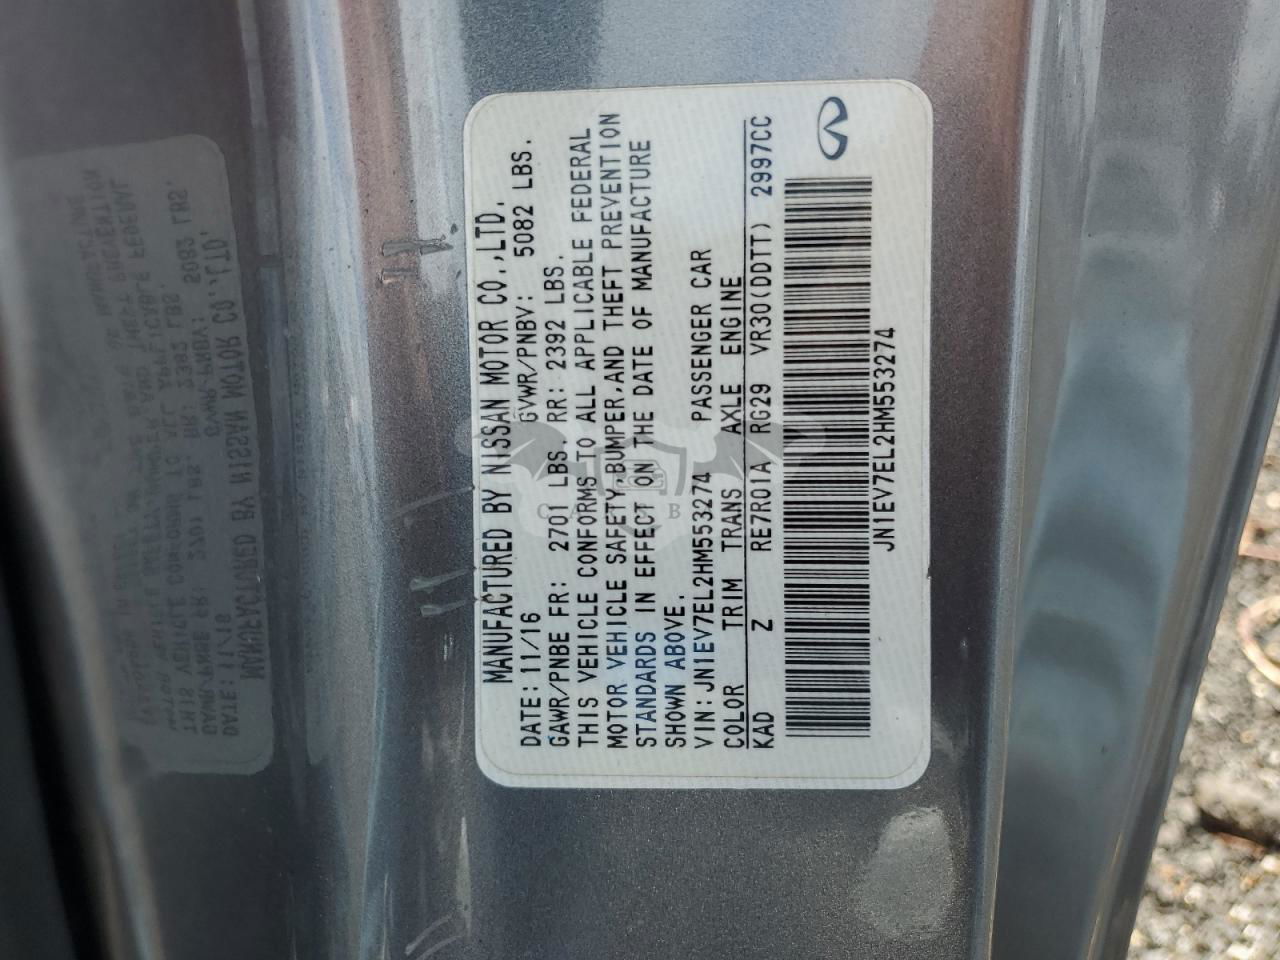 MANUFACTURED BY NISSAN MOTOR CO.,LTD.
DATE: 11/16 GVWR/PNBV: 5082 LBS.
GAWR/PNBE FR: 2701 LBS. RR: 2392 LBS.
THIS VEHICLE CONFORMS TO ALL APPLICABLE FEDERAL
MOTOR VEHICLE SAFETY,BUMPER,AND THEFT PREVENTION
STANDARDS IN EFFECT ON THE DATE OF MANUFACTURE
SHOWN ABOVE.
VIN: JN1EV7EL2HM553274 PASSENGER CAR
COLOR TRIM TRANS AXLE ENGINE
KAD Z RE7R01A RG29 VR30(DDTT) 2997CC
JN1EV7EL2HM553274